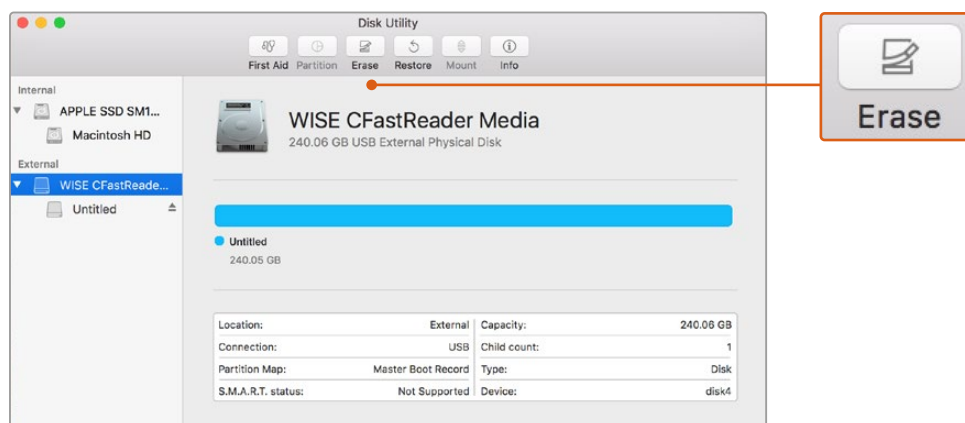 Disk Utility
First Aid Partition Erase Restore Mount Info
Erase
Internal
APPLE SSD SM1...
Macintosh HD
External
WISE CFastReade...
Untitled
WISE CFastReader Media
240.06 GB USB External Physical Disk
Untitled
240.05 GB
Location: External Capacity: 240.06 GB
Connection: USB Child count: 1
Partition Map: Master Boot Record Type: Disk
S.M.A.R.T. status: Not Supported Device: disk4